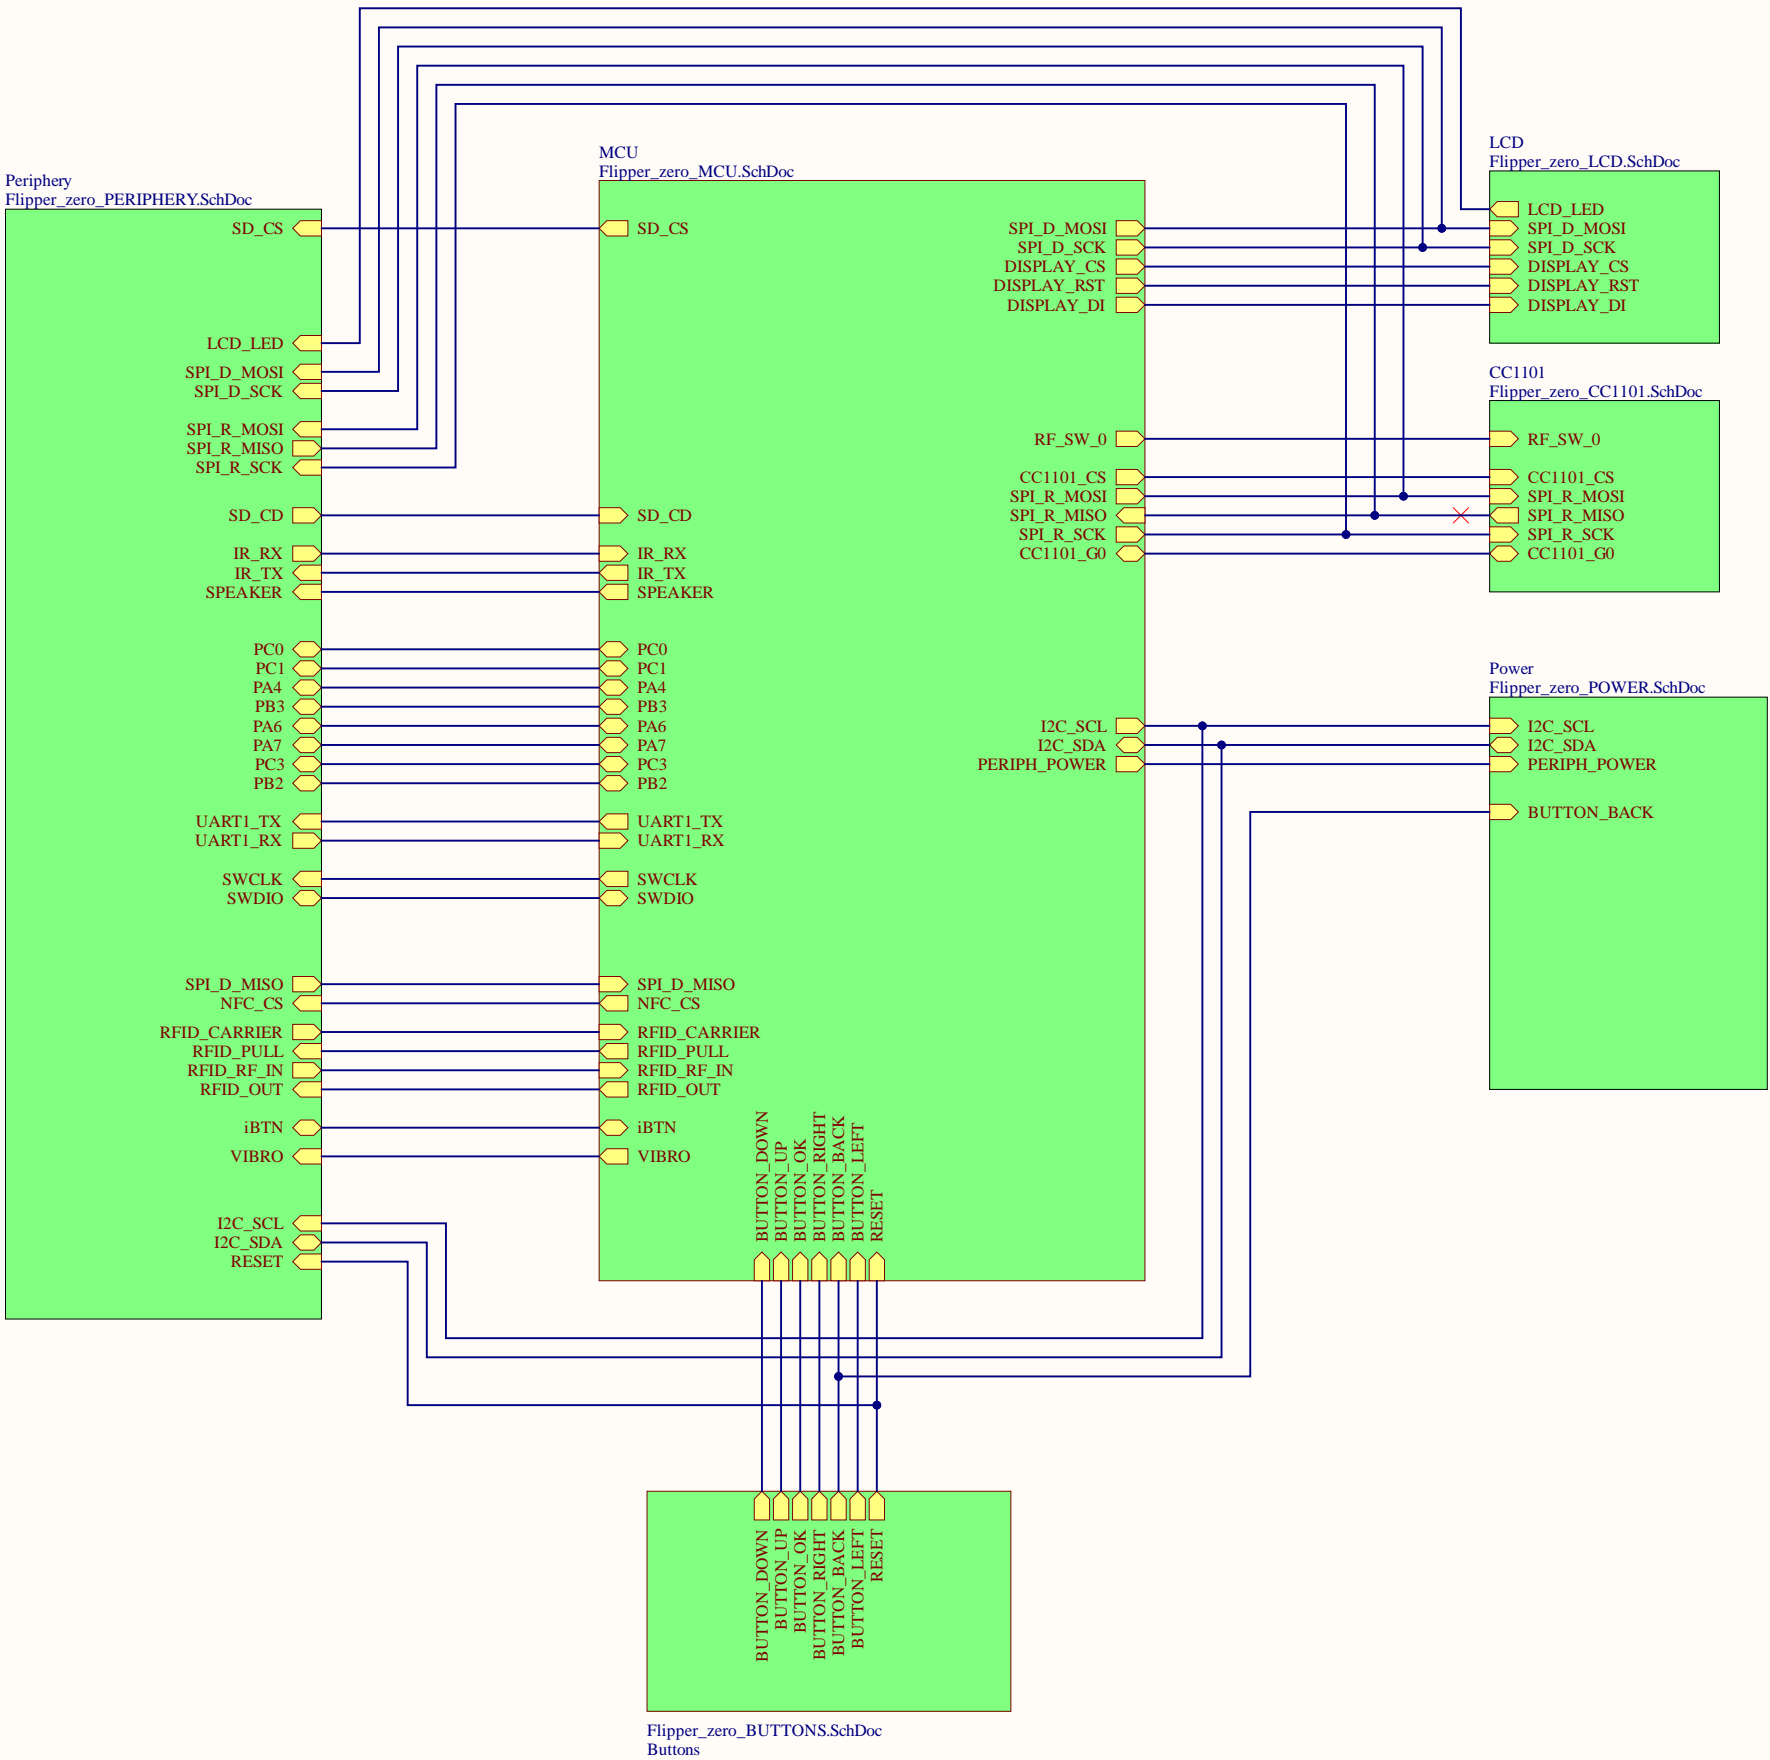 Periphery
Flipper_zero_PERIPHERY.SchDoc
SD_CS
LCD_LED
SPI_D_MOSI
SPI_D_SCK
SPI_R_MOSI
SPI_R_MISO
SPI_R_SCK
SD_CD
IR_RX
IR_TX
SPEAKER
PC0
PC1
PA4
PB3
PA6
PA7
PC3
PB2
UART1_TX
UART1_RX
SWCLK
SWDIO
SPI_D_MISO
NFC_CS
RFID_CARRIER
RFID_PULL
RFID_RF_IN
RFID_OUT
iBTN
VIBRO
I2C_SCL
I2C_SDA
RESET
MCU
Flipper_zero_MCU.SchDoc
SD_CS
SD_CD
IR_RX
IR_TX
SPEAKER
PC0
PC1
PA4
PB3
PA6
PA7
PC3
PB2
UART1_TX
UART1_RX
SWCLK
SWDIO
SPI_D_MISO
NFC_CS
RFID_CARRIER
RFID_PULL
RFID_RF_IN
RFID_OUT
iBTN
VIBRO
SPI_D_MOSI
SPI_D_SCK
DISPLAY_CS
DISPLAY_RST
DISPLAY_DI
RF_SW_0
CC1101_CS
SPI_R_MOSI
SPI_R_MISO
SPI_R_SCK
CC1101_G0
I2C_SCL
I2C_SDA
PERIPH_POWER
BUTTON_DOWN
BUTTON_UP
BUTTON_OK
BUTTON_RIGHT
BUTTON_BACK
BUTTON_LEFT
RESET
LCD
Flipper_zero_LCD.SchDoc
LCD_LED
SPI_D_MOSI
SPI_D_SCK
DISPLAY_CS
DISPLAY_RST
DISPLAY_DI
CC1101
Flipper_zero_CC1101.SchDoc
RF_SW_0
CC1101_CS
SPI_R_MOSI
SPI_R_MISO
SPI_R_SCK
CC1101_G0
Power
Flipper_zero_POWER.SchDoc
I2C_SCL
I2C_SDA
PERIPH_POWER
BUTTON_BACK
BUTTON_DOWN
BUTTON_UP
BUTTON_OK
BUTTON_RIGHT
BUTTON_BACK
BUTTON_LEFT
RESET
Flipper_zero_BUTTONS.SchDoc
Buttons